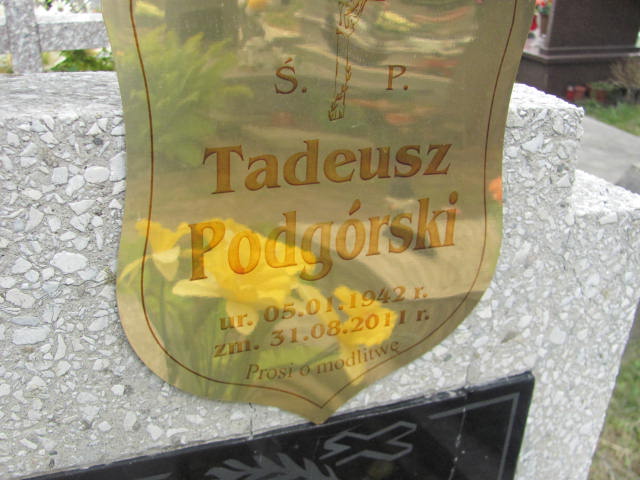 Ś. P.
Tadeusz
Podgórski
ur. 05.01.1942 r.
zm. 31.08.2011 r.
Prosi o modlitwę